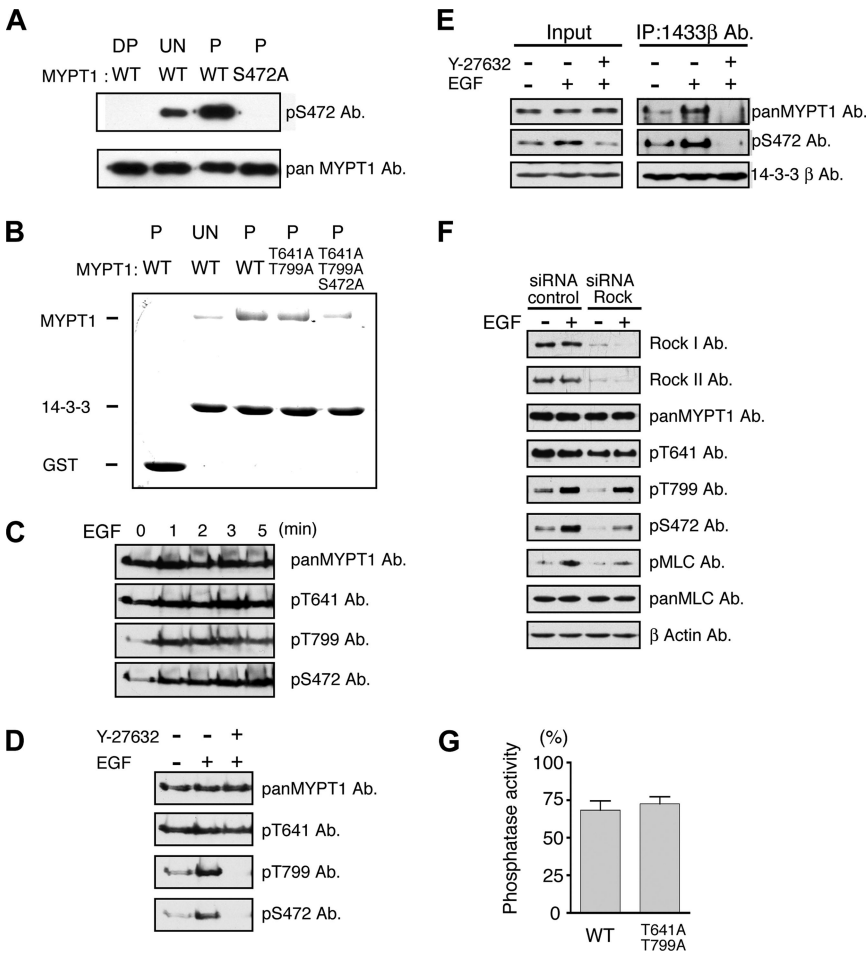 A
DP UN P P
MYPT1 : WT WT WT S472A
pS472 Ab.
pan MYPT1 Ab.
B
P UN P P P
MYPT1: WT WT WT T641A T799A T641A T799A S472A
MYPT1
14-3-3
GST
C
EGF 0 1 2 3 5 (min)
panMYPT1 Ab.
pT641 Ab.
pT799 Ab.
pS472 Ab.
D
Y-27632 - - +
EGF - + +
panMYPT1 Ab.
pT641 Ab.
pT799 Ab.
pS472 Ab.
E
Input IP:1433β Ab.
Y-27632 - - + - - +
EGF - + + - + +
panMYPT1 Ab.
pS472 Ab.
14-3-3 β Ab.
F
siRNA control siRNA Rock
EGF - + - +
Rock I Ab.
Rock II Ab.
panMYPT1 Ab.
pT641 Ab.
pT799 Ab.
pS472 Ab.
pMLC Ab.
panMLC Ab.
β Actin Ab.
G
(%)
Phosphatase activity
100
75
50
25
0
WT T641A T799A